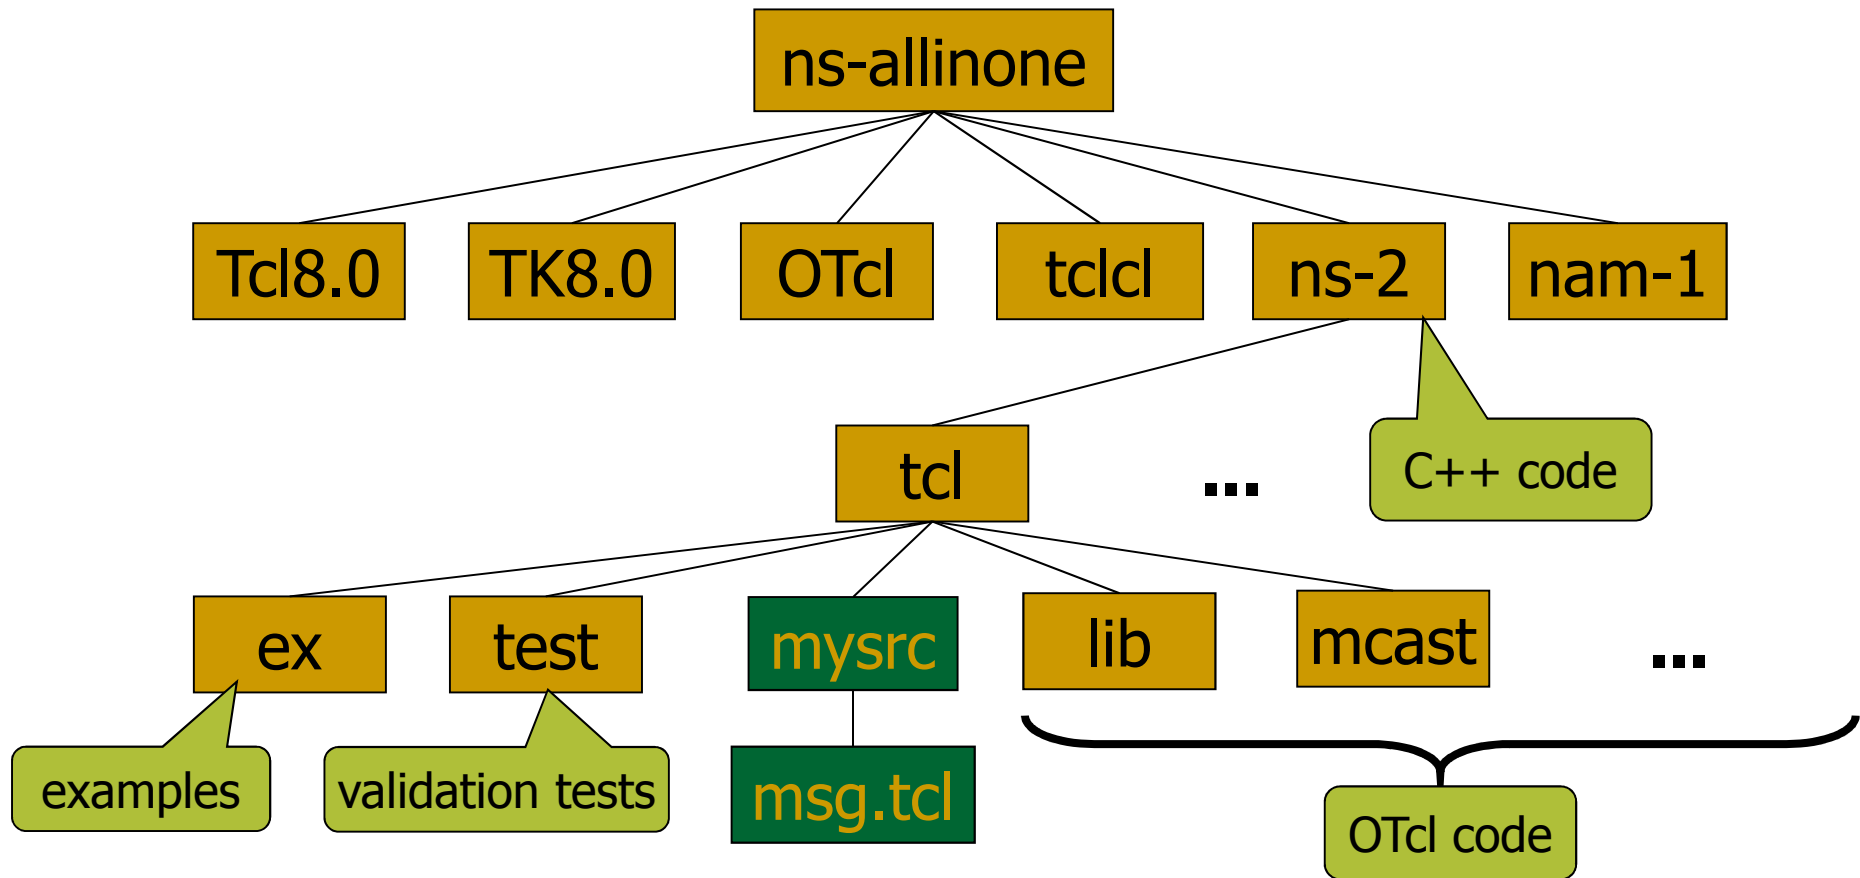 ns-allinone
Tcl8.0
TK8.0
OTcl
tclcl
ns-2
nam-1
tcl
...
C++ code
ex
test
mysrc
lib
mcast
...
examples
validation tests
msg.tcl
OTcl code